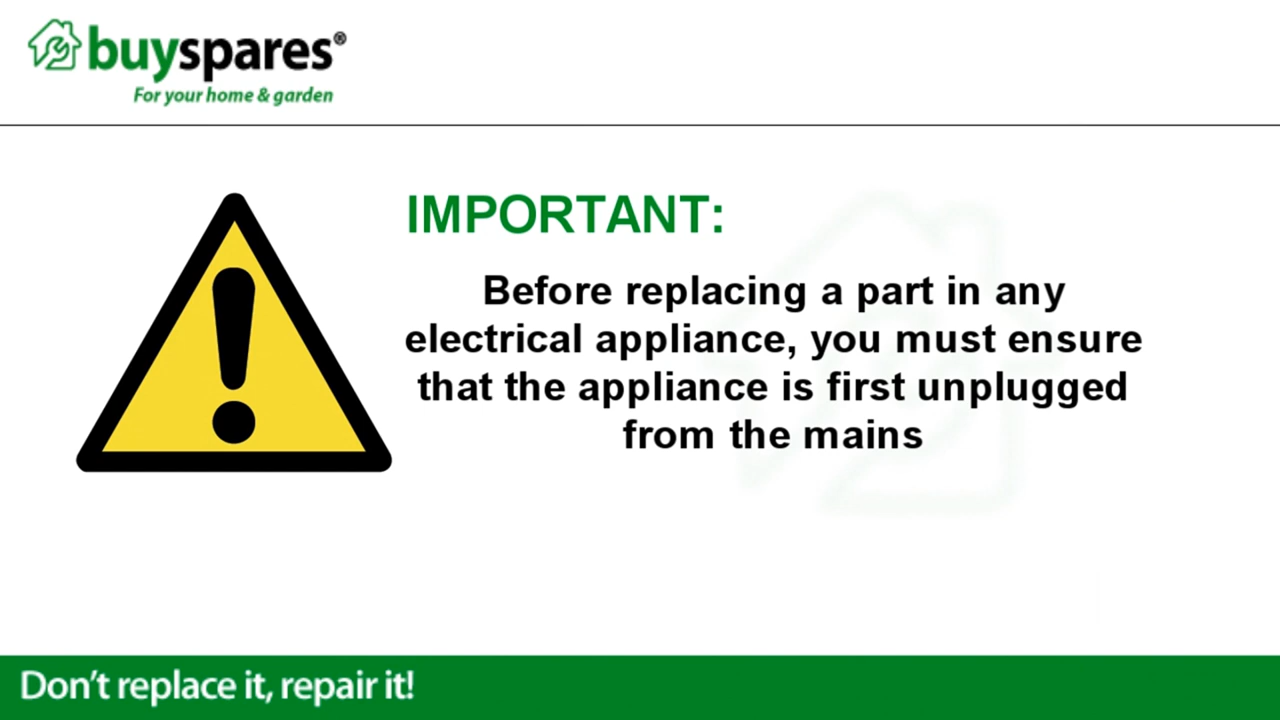 buyspares®
For your home & garden
IMPORTANT:
Before replacing a part in any
electrical appliance, you must ensure
that the appliance is first unplugged
from the mains
Don't replace it, repair it!